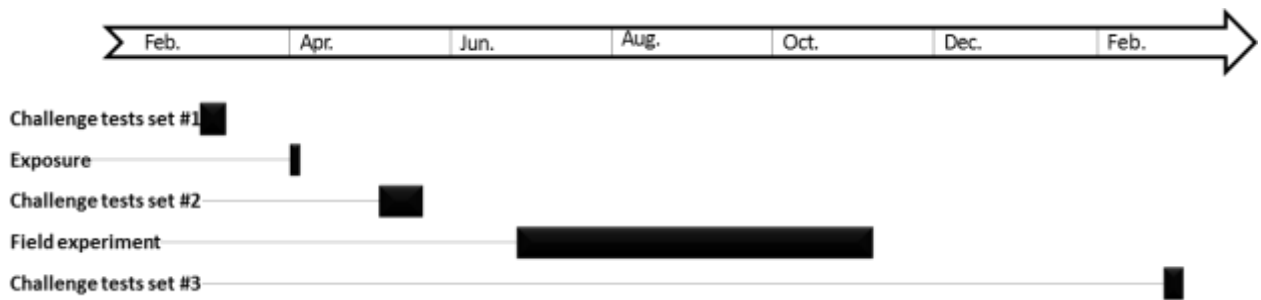 Feb. Apr. Jun. Aug. Oct. Dec. Feb.
Challenge tests set #1
Exposure
Challenge tests set #2
Field experiment
Challenge tests set #3